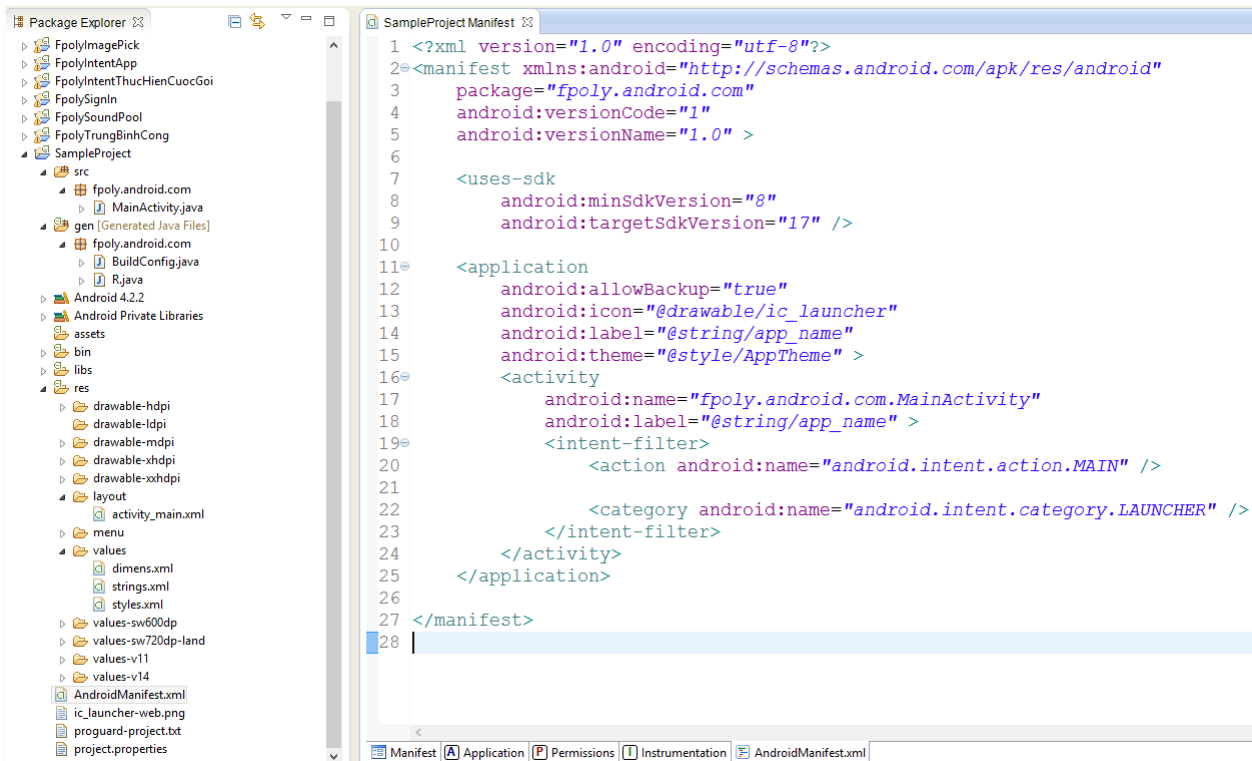 Package Explorer
FpolyImagePick
FpolyIntentApp
FpolyIntentThucHienCuocGoi
FpolySignIn
FpolySoundPool
FpolyTrungBinhCong
SampleProject
src
fpoly.android.com
MainActivity.java
gen [Generated Java Files]
fpoly.android.com
BuildConfig.java
R.java
Android 4.2.2
Android Private Libraries
assets
bin
libs
res
drawable-hdpi
drawable-ldpi
drawable-mdpi
drawable-xhdpi
drawable-xxhdpi
layout
activity_main.xml
menu
values
dimens.xml
strings.xml
styles.xml
values-sw600dp
values-sw720dp-land
values-v11
values-v14
AndroidManifest.xml
ic_launcher-web.png
proguard-project.txt
project.properties
SampleProject Manifest
1 <?xml version="1.0" encoding="utf-8"?>
2 <manifest xmlns:android="http://schemas.android.com/apk/res/android"
3     package="fpoly.android.com"
4     android:versionCode="1"
5     android:versionName="1.0" >
6
7     <uses-sdk
8         android:minSdkVersion="8"
9         android:targetSdkVersion="17" />
10
11     <application
12         android:allowBackup="true"
13         android:icon="@drawable/ic_launcher"
14         android:label="@string/app_name"
15         android:theme="@style/AppTheme" >
16         <activity
17             android:name="fpoly.android.com.MainActivity"
18             android:label="@string/app_name" >
19             <intent-filter>
20                 <action android:name="android.intent.action.MAIN" />
21
22                 <category android:name="android.intent.category.LAUNCHER" />
23             </intent-filter>
24         </activity>
25     </application>
26
27 </manifest>
28
Manifest A Application P Permissions I Instrumentation AndroidManifest.xml